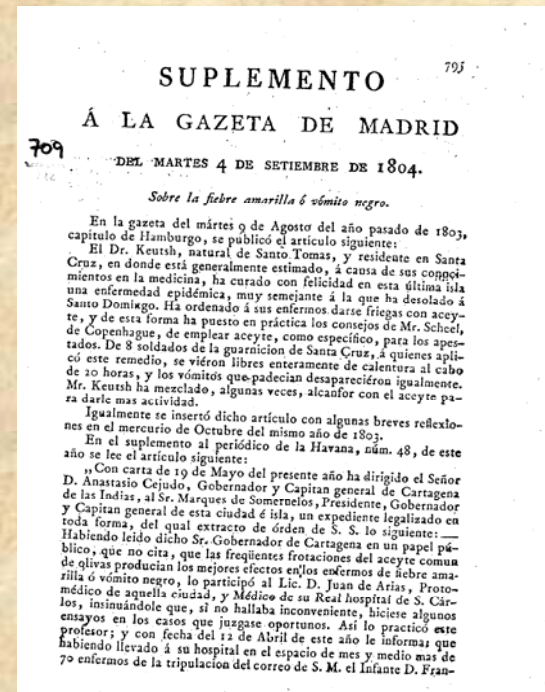 795
SUPLEMENTO
Á LA GAZETA DE MADRID
709
DEL MARTES 4 DE SETIEMBRE DE 1804.
Sobre la fiebre amarilla ó vómito negro.
En la gazeta del mártes 9 de Agosto del año pasado de 1803,
capítulo de Hamburgo, se publicó el artículo siguiente:
El Dr. Keutsh, natural de Santo Tomas, y residente en Santa
Cruz, en donde está generalmente estimado, á causa de sus conoci-
mientos en la medicina, ha curado con felicidad en esta última isla
una enfermedad epidémica, muy semejante á la que ha desolado á
Santo Domingo. Ha ordenado á sus enfermos darse friegas con acey-
te, y de esta forma ha puesto en práctica los consejos de Mr. Scheel,
de Copenhague, de emplear aceyte, como específico, para los apes-
tados. De 8 soldados de la guarnicion de Santa Cruz, á quienes apli-
có este remedio, se viéron libres enteramente de calentura al cabo
de 20 horas, y los vómitos que padecian desapareciéron igualmente.
Mr. Keutsh ha mezclado, algunas veces, alcanfor con el aceyte pa-
ra darle mas actividad.
Igualmente se insertó dicho artículo con algunas breves reflexio-
nes en el mercurio de Octubre del mismo año de 1803.
En el suplemento al periódico de la Havana, núm. 48, de este
año se lee el artículo siguiente:
„Con carta de 19 de Mayo del presente año ha dirigido el Señor
D. Anastasio Cejudo, Gobernador y Capitan general de Cartagena
de las Indias, al Sr. Marques de Somernelos, Presidente, Gobernador
y Capitan general de esta ciudad é isla, un expediente legalizado en
toda forma, del qual extracto de órden de S. S. lo siguiente: __
Habiendo leido dicho Sr. Gobernador de Cartagena en un papel pú-
blico, que no cita, que las freqüentes frotaciones del aceyte comun
de olivas producian los mejores efectos en los enfermos de fiebre ama-
rilla ó vómito negro, lo participó al Lic. D. Juan de Arias, Proto-
médico de aquella ciudad, y Médico de su Real hospital de S. Cár-
los, insinuándole que, si no hallaba inconveniente, hiciese algunos
ensayos en los casos que juzgase oportunos. Así lo practicó este
profesor; y con fecha del 12 de Abril de este año le informa: que
habiendo llevado á su hospital en el espacio de mes y medio mas de
70 enfermos de la tripulacion del correo de S. M. el Infante D. Fran-